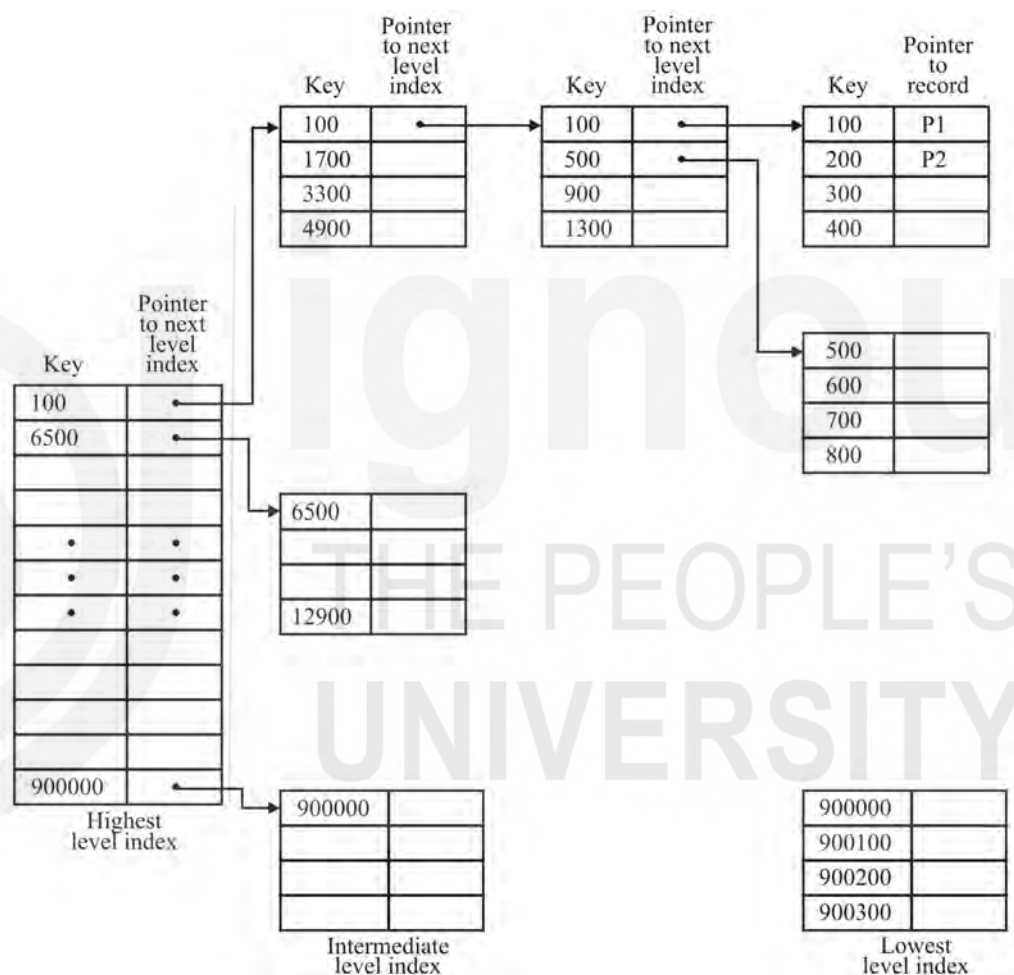 Pointer
to next
level
index
Key
100
1700
3300
4900
Pointer
to next
level
index
Key
100
500
900
1300
Pointer
to
record
Key
100 P1
200 P2
300
400
500
600
700
800
Pointer
to next
level
index
Key
100
6500
900000
Highest
level index
6500
12900
900000
Intermediate
level index
900000
900100
900200
900300
Lowest
level index
ignou
THE PEOPLE'S
UNIVERSITY